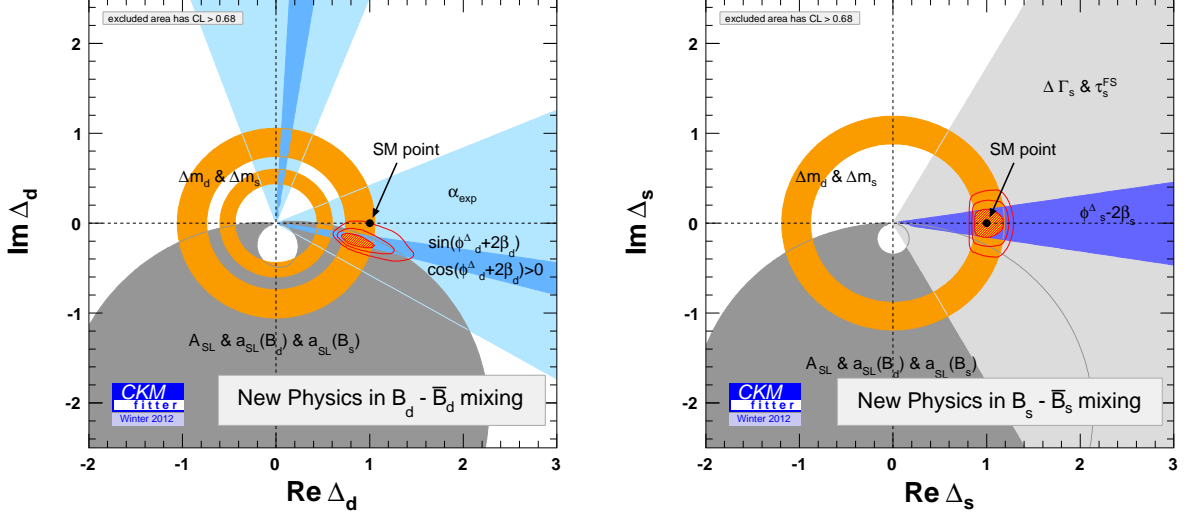 excluded area has CL > 0.68
2
1
0
-1
-2
Im Δd
SM point
Δmd & Δms
αexp
sin(φΔd+2βd)
cos(φΔd+2βd)>0
ASL & aSL(Bd) & aSL(Bs)
CKM
fitter
Winter 2012
New Physics in Bd - B̅d mixing
-2 -1 0 1 2 3
Re Δd
excluded area has CL > 0.68
2
1
0
-1
-2
Im Δs
ΔΓs & τsFS
SM point
Δmd & Δms
φΔs-2βs
ASL & aSL(Bd) & aSL(Bs)
CKM
fitter
Winter 2012
New Physics in Bs - B̅s mixing
-2 -1 0 1 2 3
Re Δs